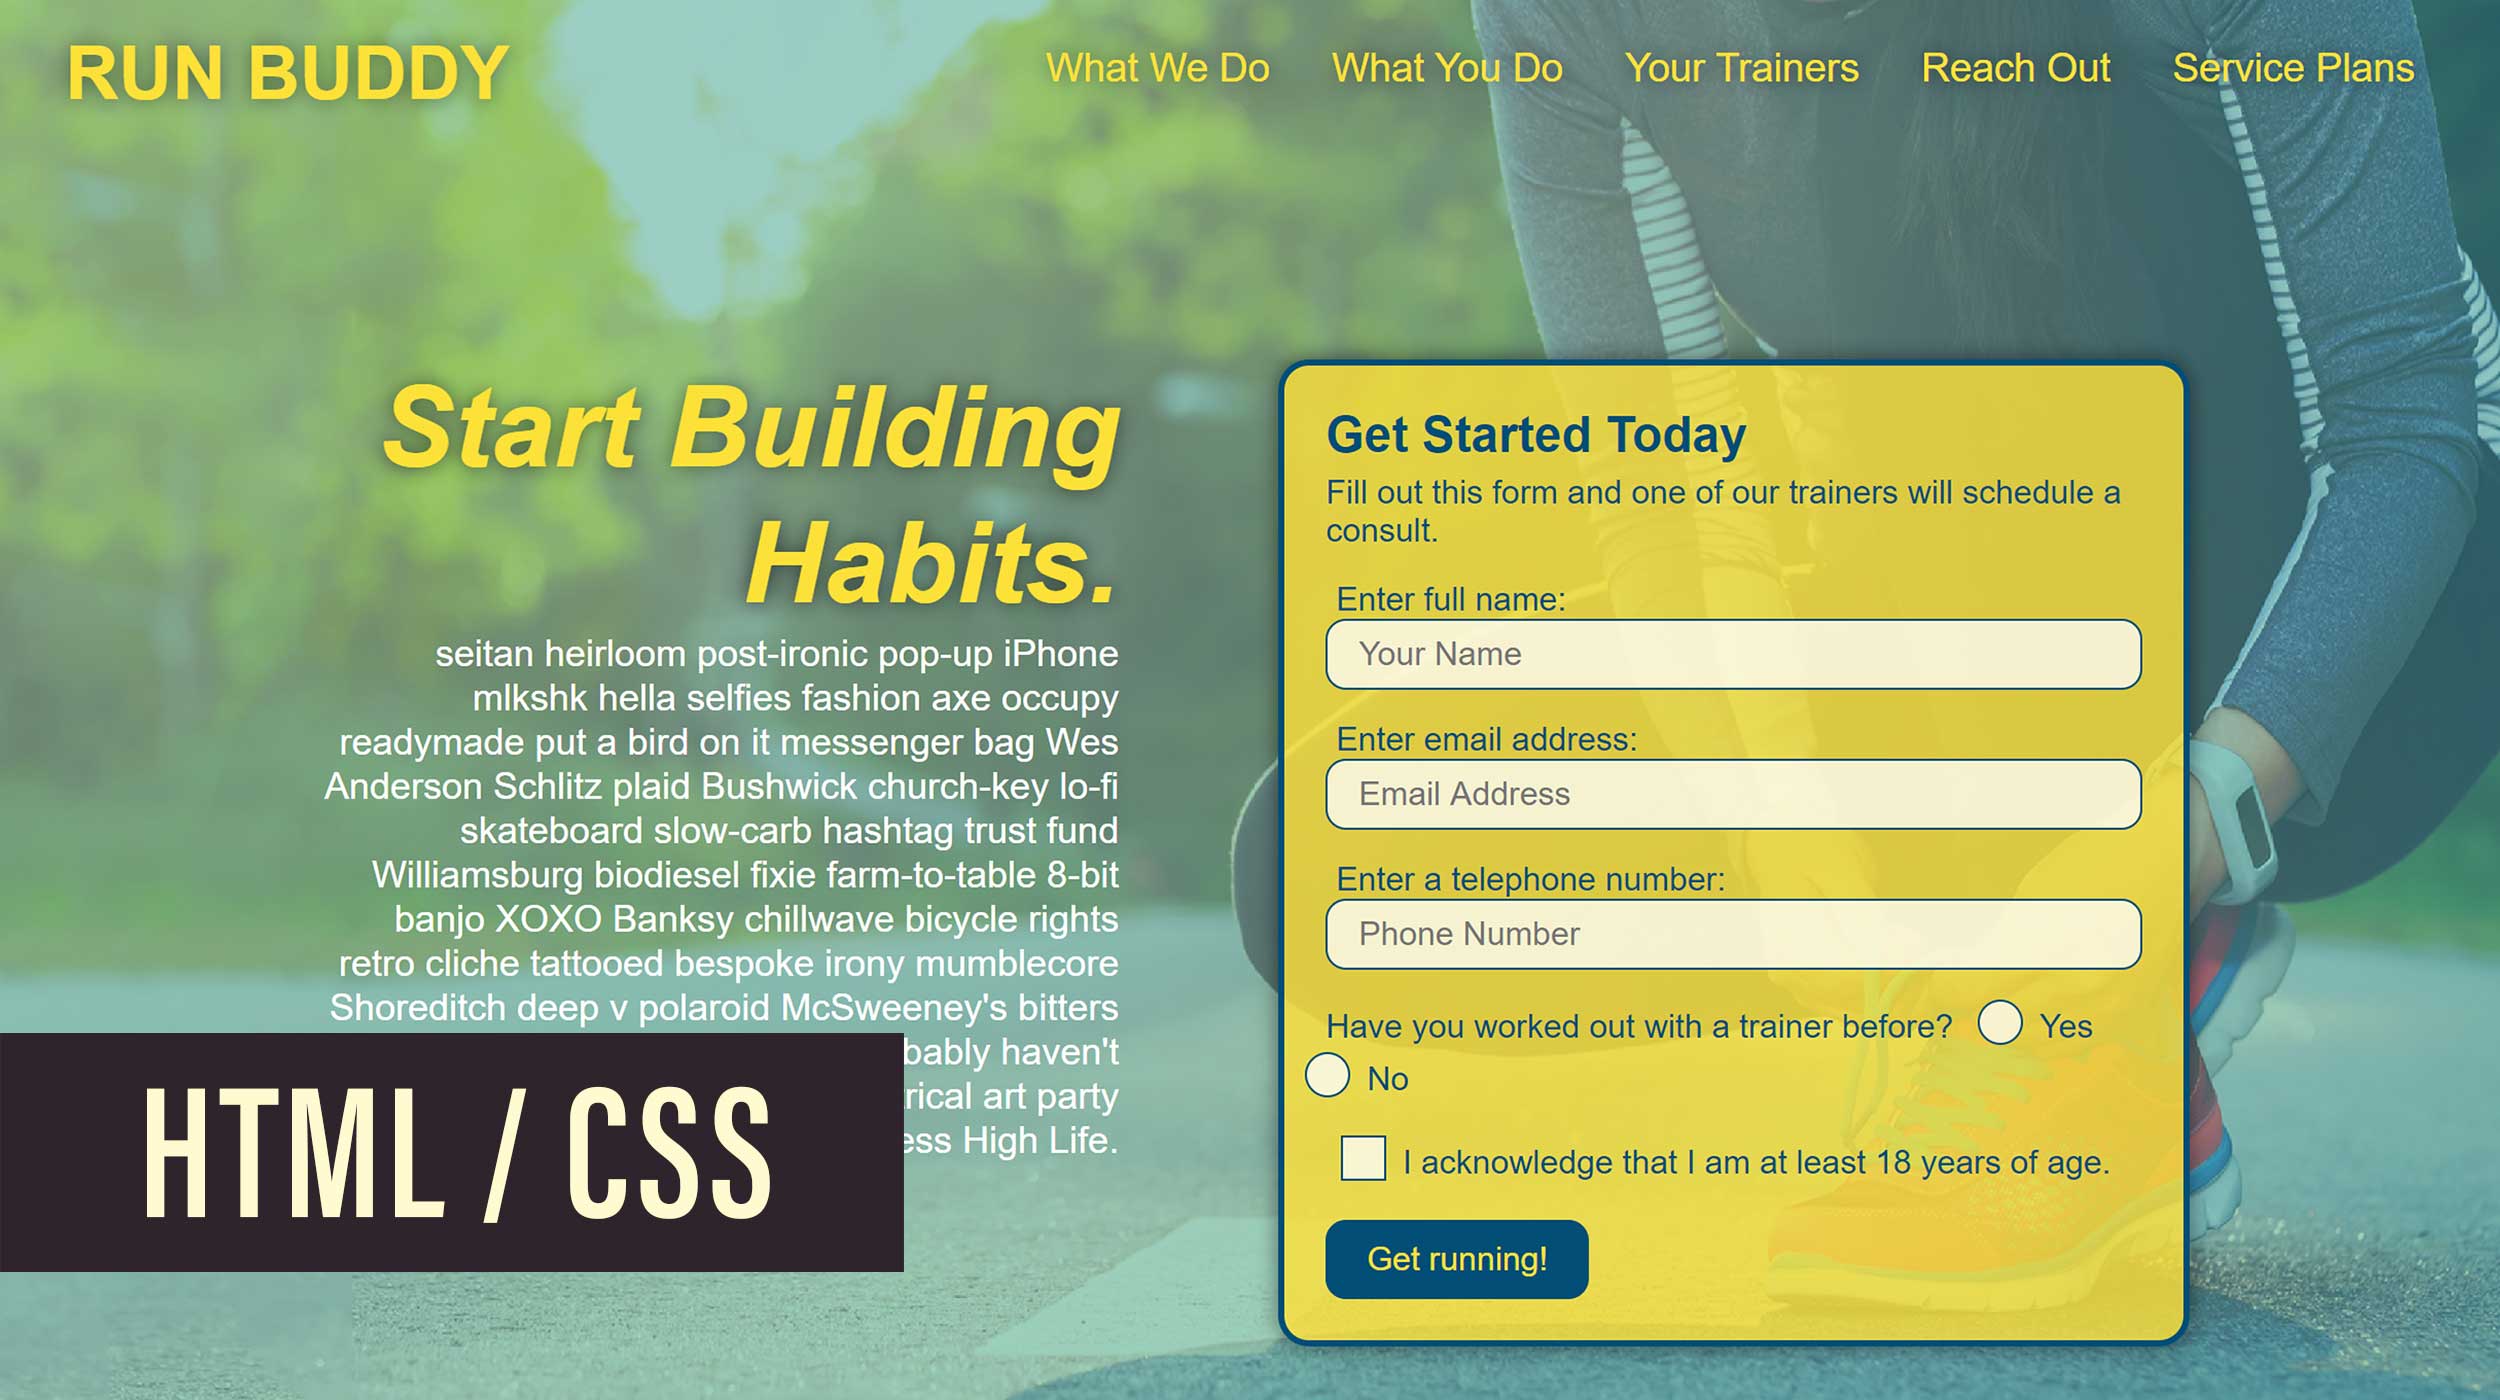 RUN BUDDY
What We Do What You Do Your Trainers Reach Out Service Plans
Start Building
Habits.
seitan heirloom post-ironic pop-up iPhone
mlkshk hella selfies fashion axe occupy
readymade put a bird on it messenger bag Wes
Anderson Schlitz plaid Bushwick church-key lo-fi
skateboard slow-carb hashtag trust fund
Williamsburg biodiesel fixie farm-to-table 8-bit
banjo XOXO Banksy chillwave bicycle rights
retro cliche tattooed bespoke irony mumblecore
Shoreditch deep v polaroid McSweeney's bitters
haven't
art party
High Life.
HTML / CSS
Get Started Today
Fill out this form and one of our trainers will schedule a
consult.
Enter full name:
Your Name
Enter email address:
Email Address
Enter a telephone number:
Phone Number
Have you worked out with a trainer before? Yes
No
I acknowledge that I am at least 18 years of age.
Get running!